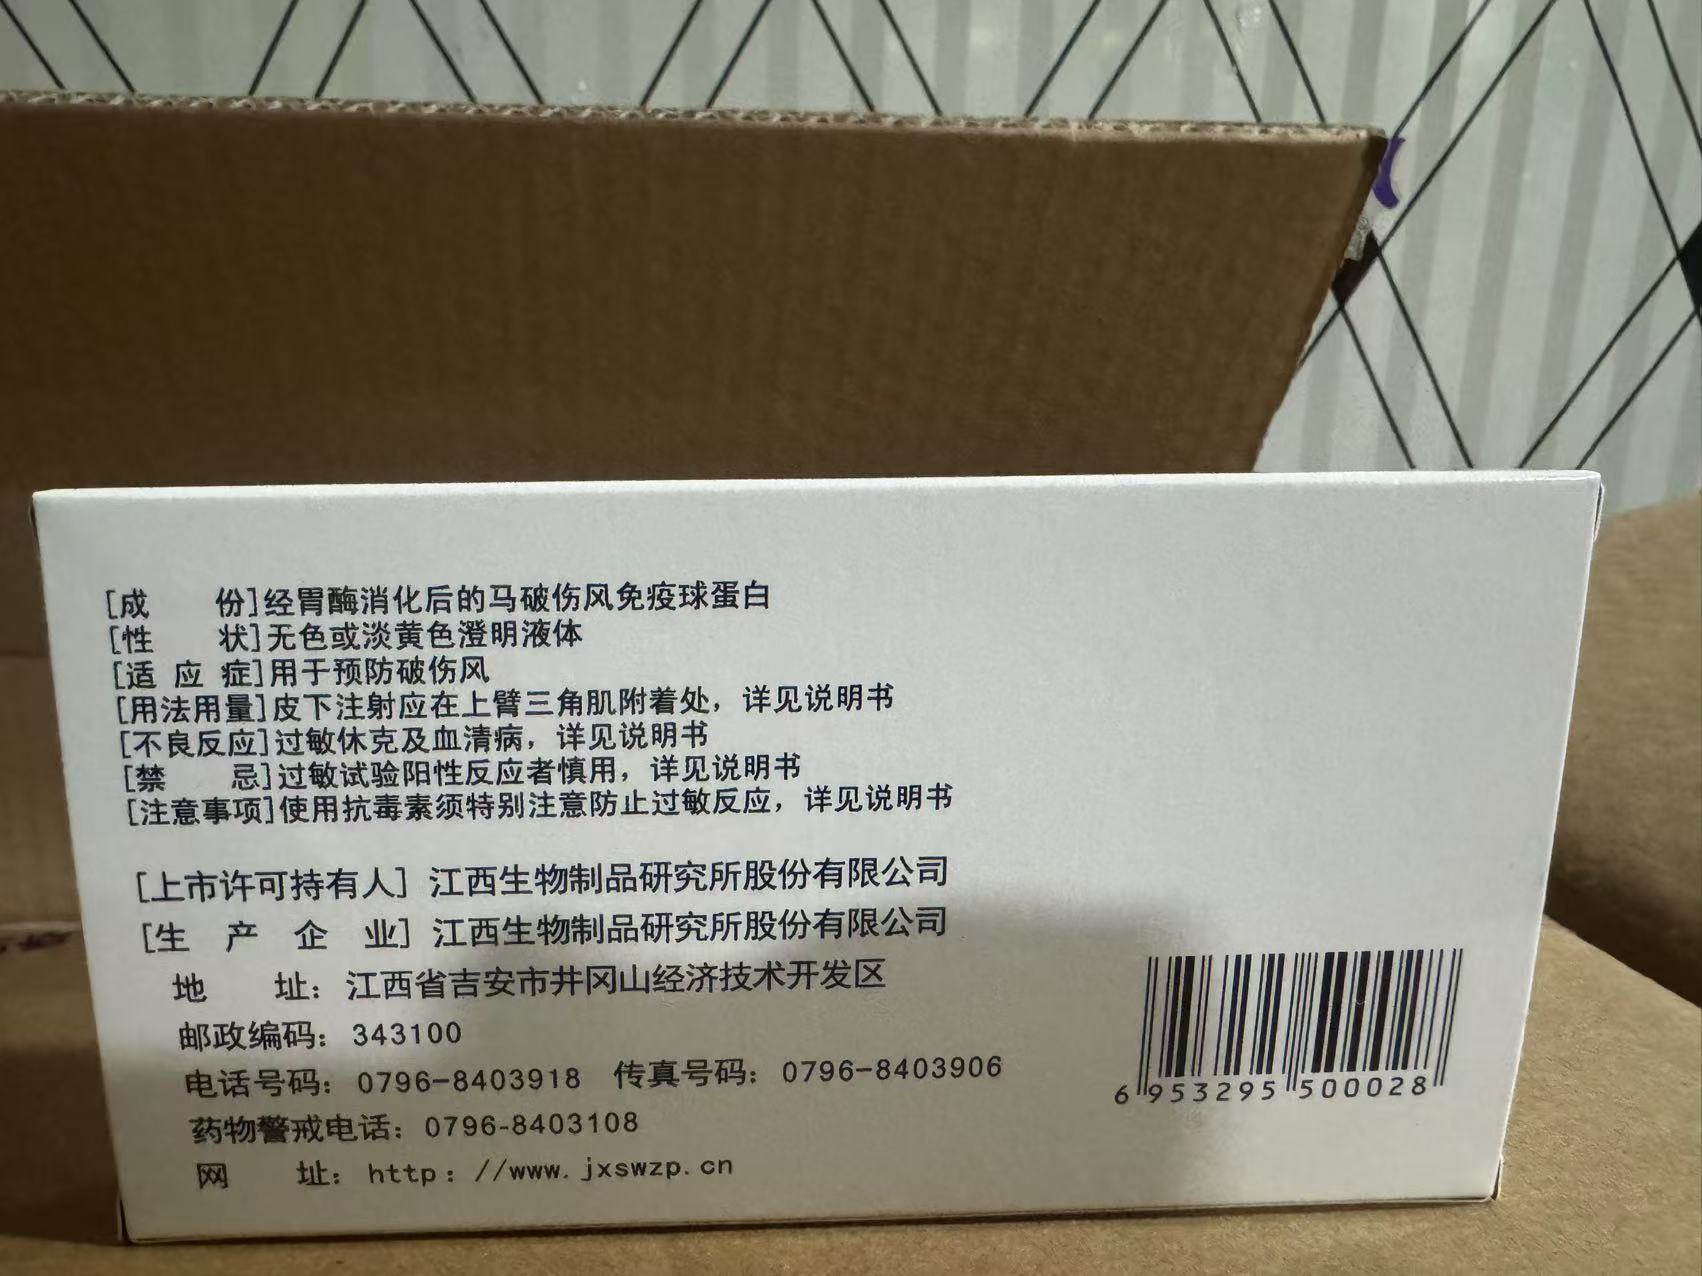 [成　　份]经胃酶消化后的马破伤风免疫球蛋白
[性　　状]无色或淡黄色澄明液体
[适 应 症]用于预防破伤风
[用法用量]皮下注射应在上臂三角肌附着处，详见说明书
[不良反应]过敏休克及血清病，详见说明书
[禁　　忌]过敏试验阳性反应者慎用，详见说明书
[注意事项]使用抗毒素须特别注意防止过敏反应，详见说明书
[上市许可持有人] 江西生物制品研究所股份有限公司
[生　产　企　业] 江西生物制品研究所股份有限公司
地　　址：江西省吉安市井冈山经济技术开发区
邮政编码：343100
电话号码：0796-8403918　传真号码：0796-8403906
药物警戒电话：0796-8403108
网　　址：http：//www.jxswzp.cn
6 953295 500028